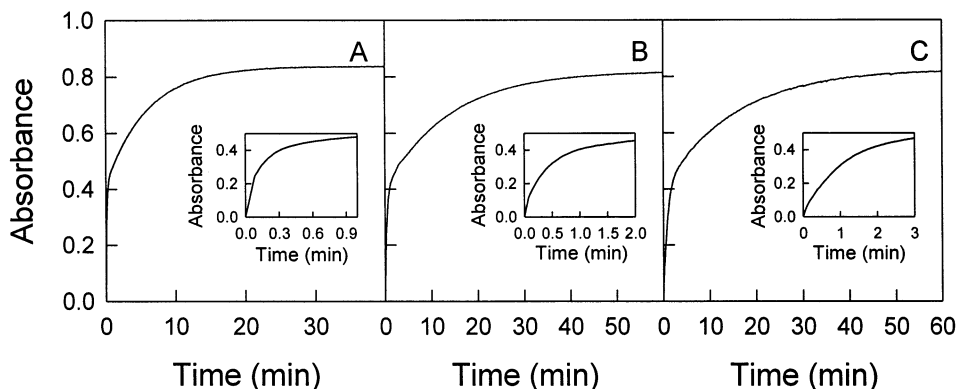 1.0
0.8
0.6
0.4
0.2
0.0
Absorbance
A
B
C
Absorbance
0.4
0.2
0.0
0.0 0.3 0.6 0.9
Time (min)
Absorbance
0.4
0.2
0.0
0.0 0.5 1.0 1.5 2.0
Time (min)
Absorbance
0.4
0.2
0.0
0 1 2 3
Time (min)
0 10 20 30
0 10 20 30 40 50
0 10 20 30 40 50 60
Time (min)
Time (min)
Time (min)